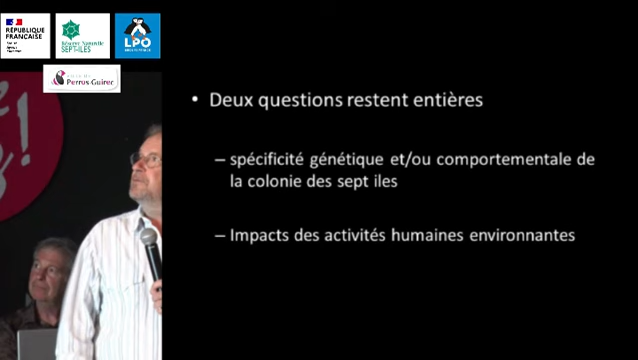 RÉPUBLIQUE
FRANÇAISE
Réserve Naturelle
SEPT-ILES
LPO
Perros-Guirec
• Deux questions restent entières
– spécificité génétique et/ou comportementale de
la colonie des sept iles
– Impacts des activités humaines environnantes